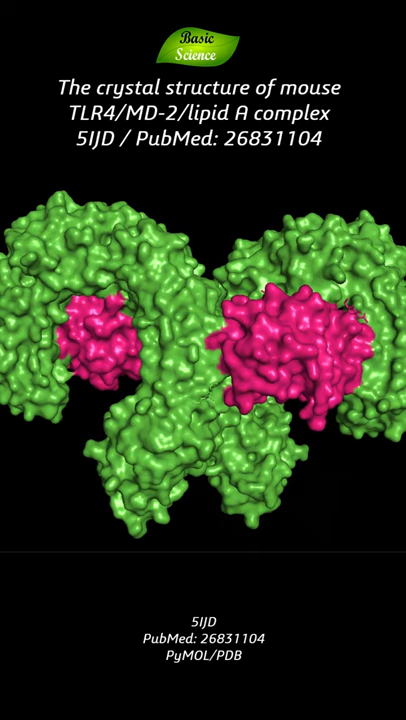 Basic
Science
The crystal structure of mouse
TLR4/MD-2/lipid A complex
5IJD / PubMed: 26831104
5IJD
PubMed: 26831104
PyMOL/PDB